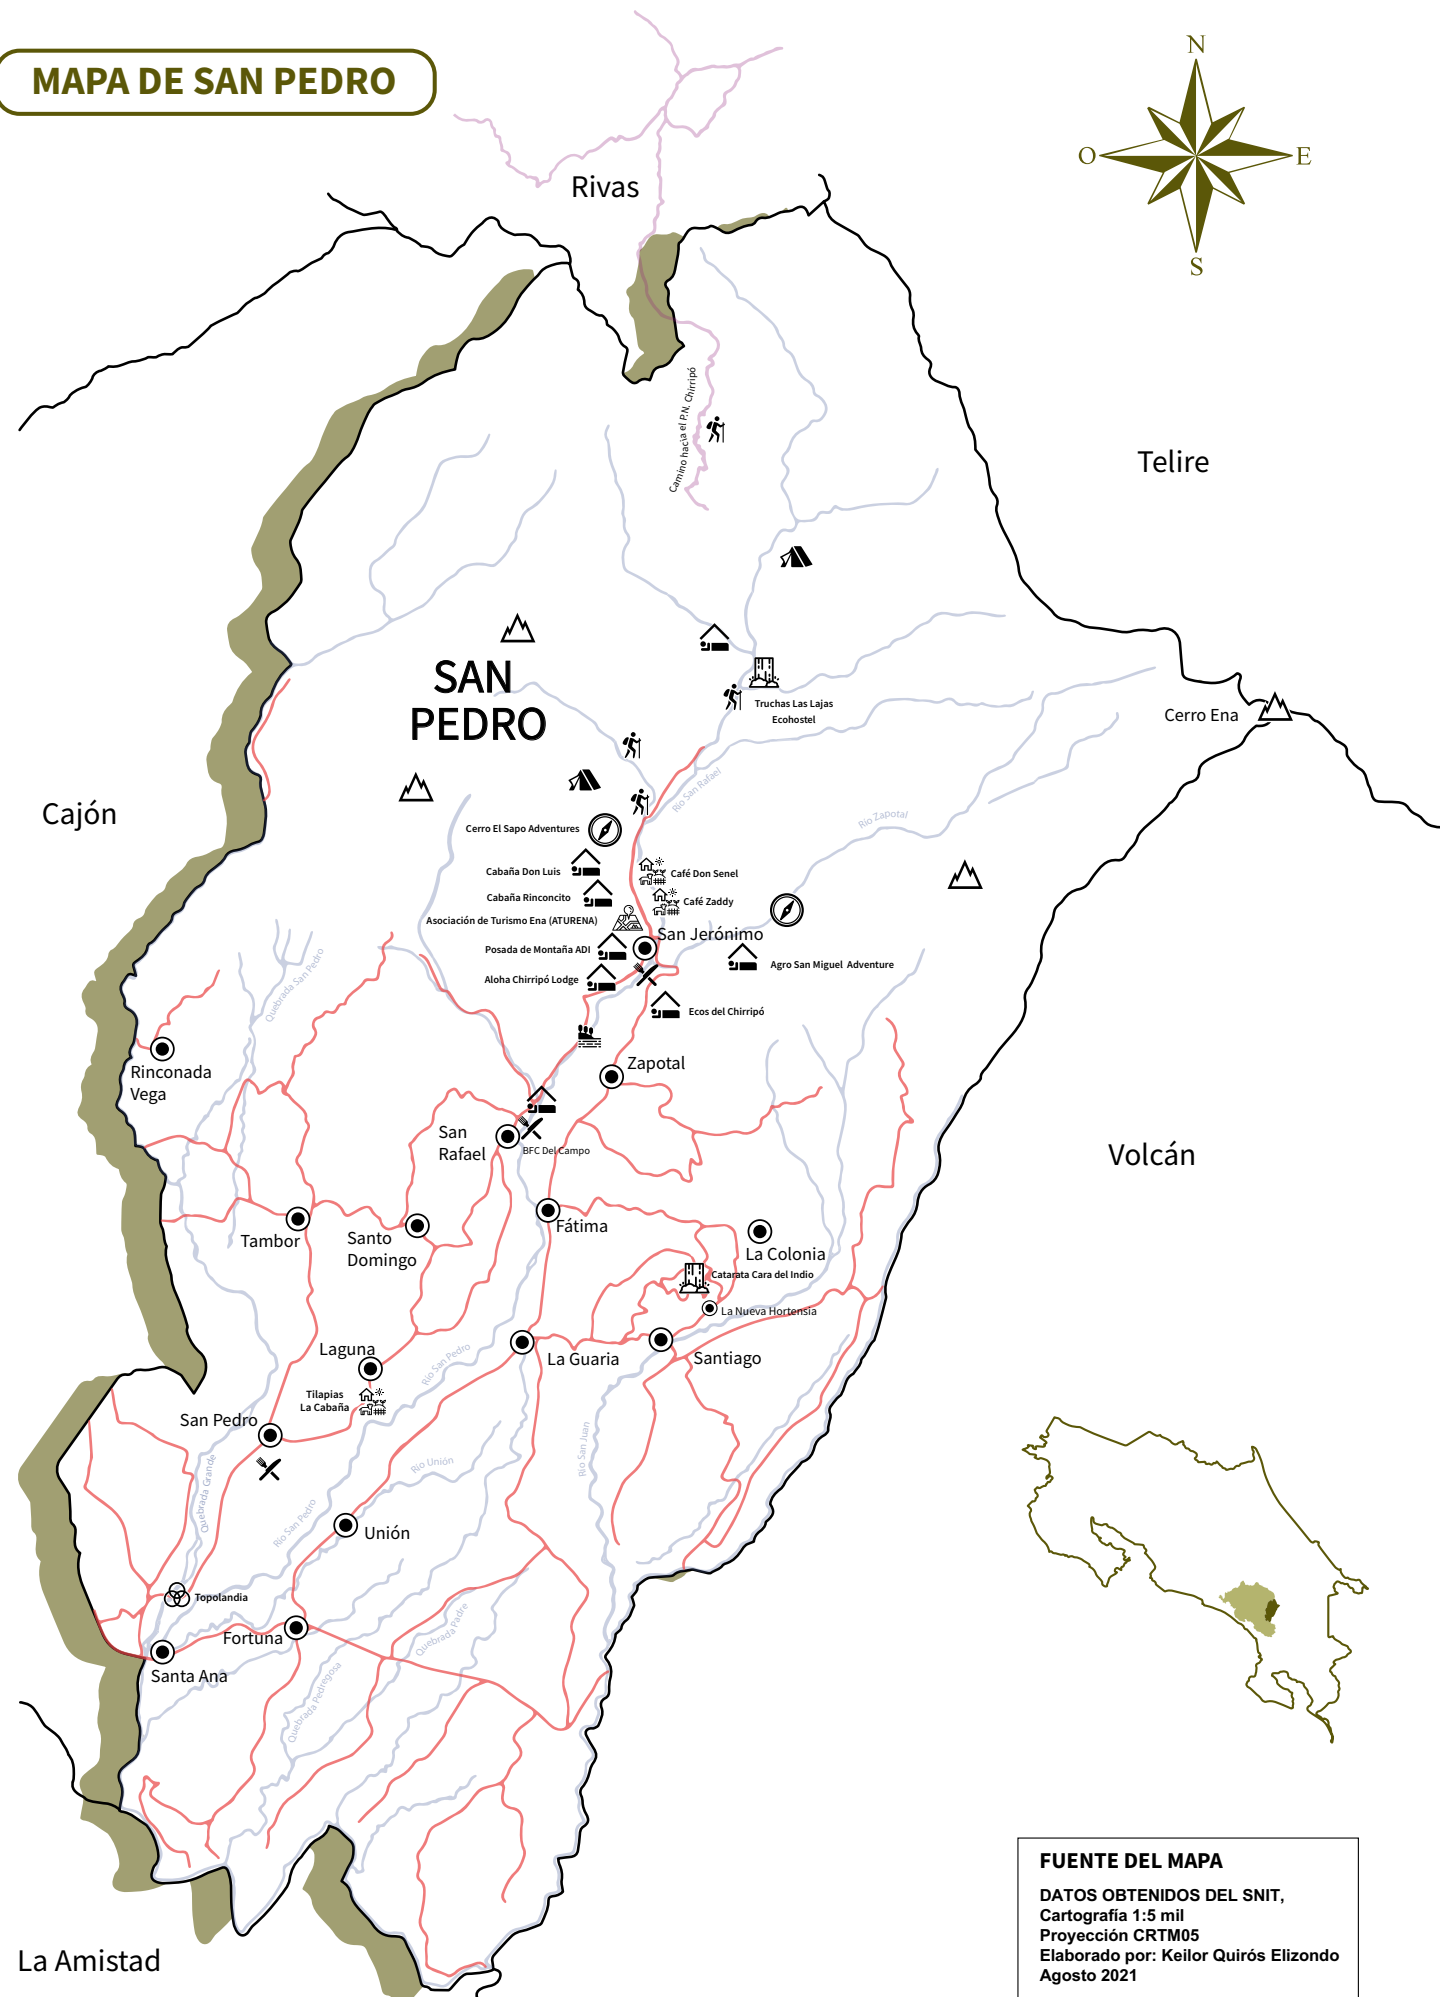 MAPA DE SAN PEDRO
N
O
E
S
Rivas
Camino hacia el P.N. Chirripó
Telire
SAN
PEDRO
Truchas Las Lajas
Ecohostel
Cerro Ena
Cajón
Río San Rafael
Río Zapotal
Cerro El Sapo Adventures
Cabaña Don Luis
Café Don Senel
Cabaña Rinconcito
Café Zaddy
Asociación de Turismo Ena (ATURENA)
San Jerónimo
Posada de Montaña ADI
Agro San Miguel Adventure
Aloha Chirripó Lodge
Quebrada San Pedro
Ecos del Chirripó
Rinconada
Vega
Zapotal
San
Rafael
BFC Del Campo
Volcán
Tambor
Santo
Domingo
Fátima
La Colonia
Catarata Cara del Indio
La Nueva Hortensia
Laguna
Río San Pedro
La Guaria
Santiago
Tilapias
La Cabaña
San Pedro
Río Unión
Río San Juan
Quebrada Grande
Río San Pedro
Unión
Topolandia
Fortuna
Quebrada Padre
Santa Ana
Quebrada Pedregosa
La Amistad
FUENTE DEL MAPA
DATOS OBTENIDOS DEL SNIT,
Cartografía 1:5 mil
Proyección CRTM05
Elaborado por: Keilor Quirós Elizondo
Agosto 2021